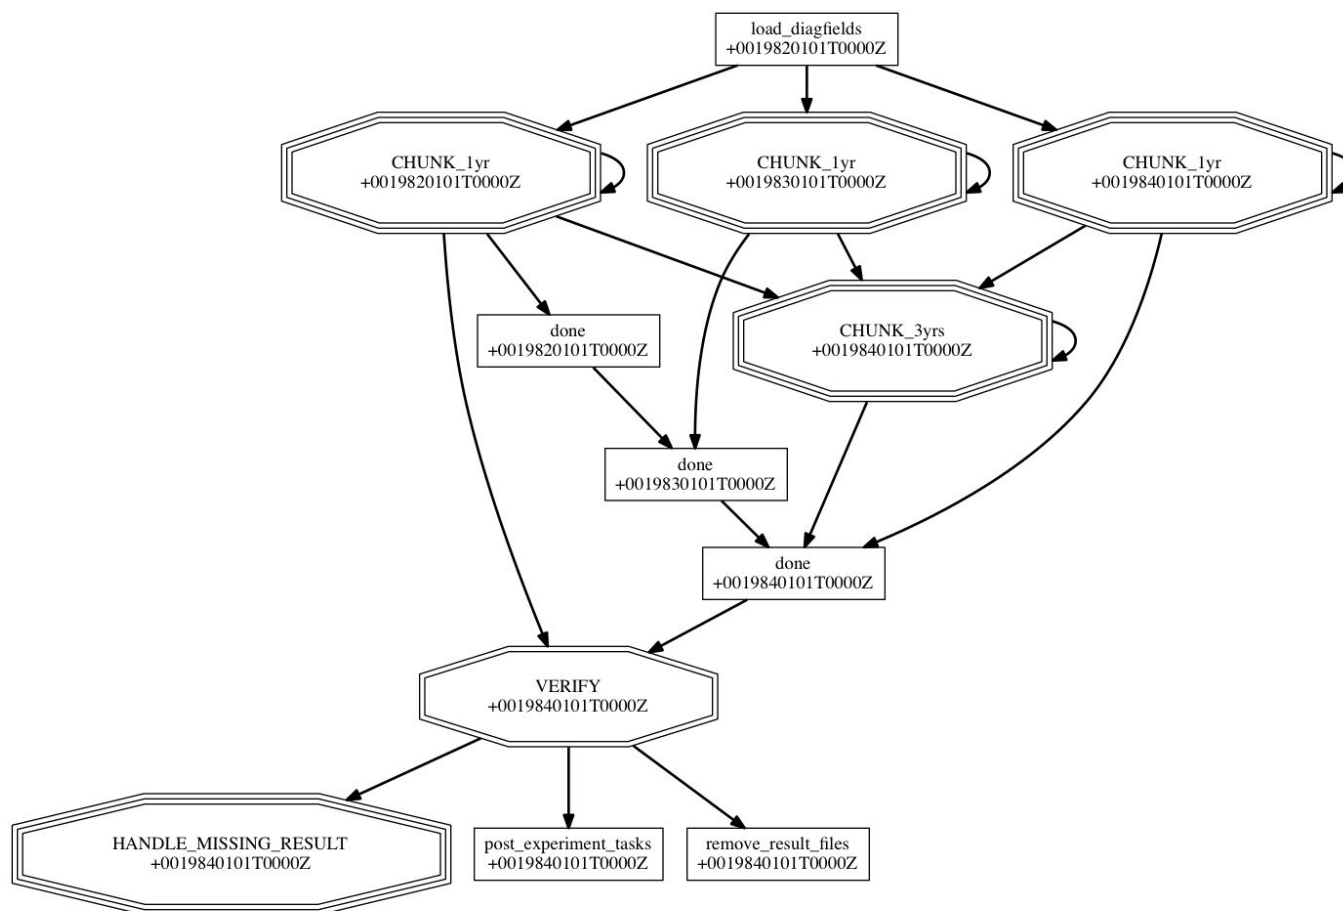 load_diagfields
+0019820101T0000Z
CHUNK_1yr
+0019820101T0000Z
CHUNK_1yr
+0019830101T0000Z
CHUNK_1yr
+0019840101T0000Z
done
+0019820101T0000Z
CHUNK_3yrs
+0019840101T0000Z
done
+0019830101T0000Z
done
+0019840101T0000Z
VERIFY
+0019840101T0000Z
HANDLE_MISSING_RESULT
+0019840101T0000Z
post_experiment_tasks
+0019840101T0000Z
remove_result_files
+0019840101T0000Z